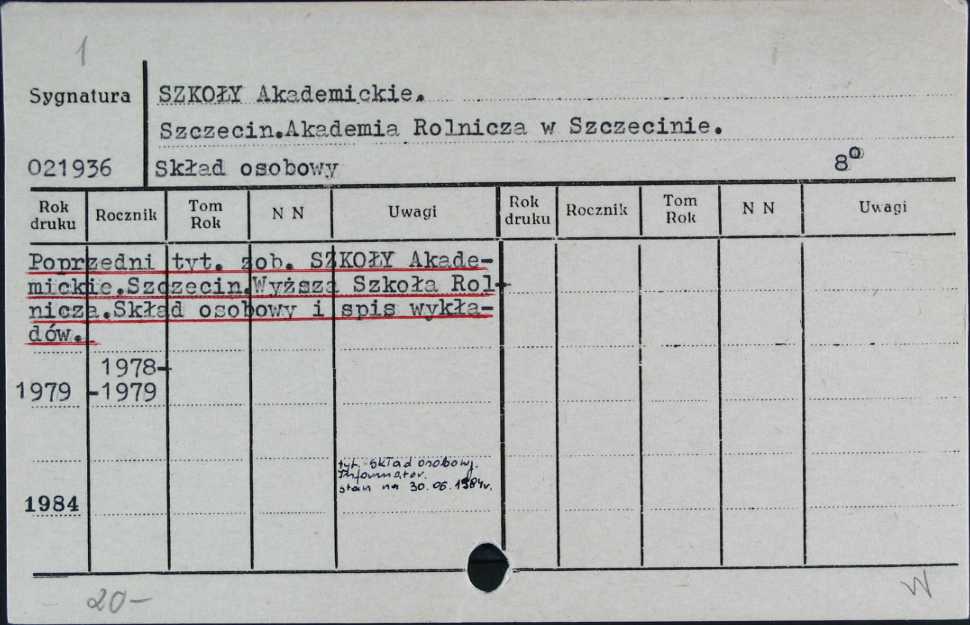 1
Sygnatura
SZKOŁY Akademickie.
Szczecin.Akademia Rolnicza w Szczecinie.
021936
Skład osobowy
8º
Rok druku Rocznik Tom Rok N N Uwagi Rok druku Rocznik Tom Rok N N Uwagi
Poprzedni tyt. zob. SZKOŁY Akade-
mickie.Szczecin.Wyższa Szkoła Rol-
nicza.Skład osobowy i spis wykła-
dów.
1978-
1979 -1979
tyt. skład osobowy.
Informator.
stan na 30.06.1984r.
1984
20-
W